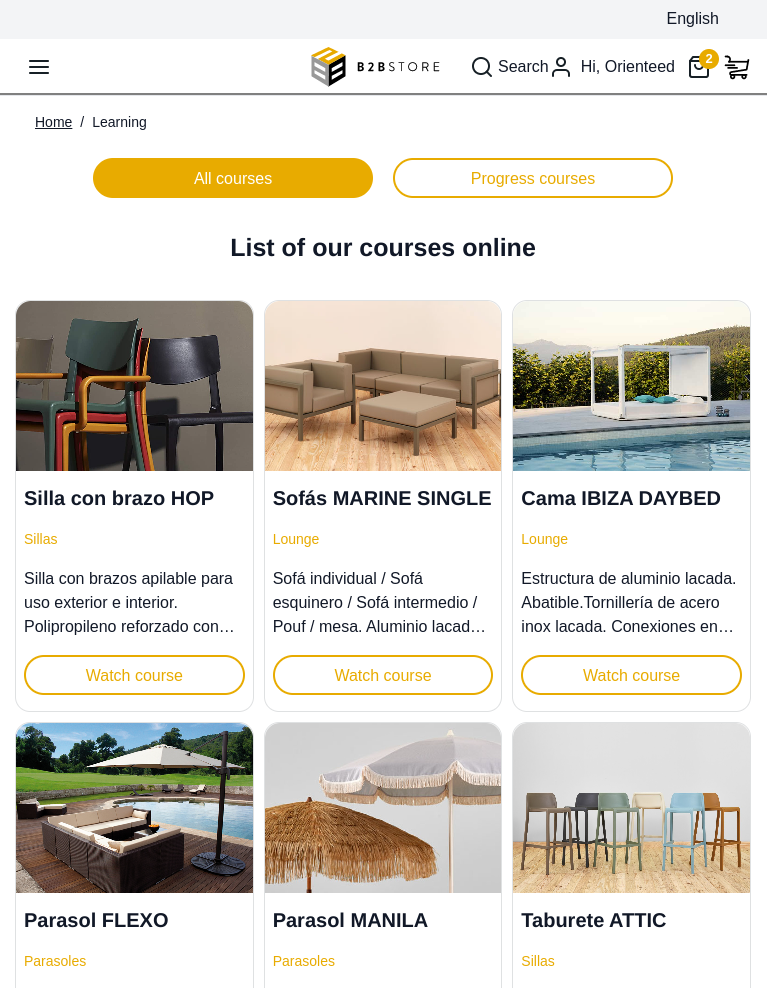 English
B2BSTORE
Search
Hi, Orienteed
2
Home / Learning
All courses
Progress courses
List of our courses online
Silla con brazo HOP
Sillas
Silla con brazos apilable para
uso exterior e interior.
Polipropileno reforzado con…
Watch course
Sofás MARINE SINGLE
Lounge
Sofá individual / Sofá
esquinero / Sofá intermedio /
Pouf / mesa. Aluminio lacad…
Watch course
Cama IBIZA DAYBED
Lounge
Estructura de aluminio lacada.
Abatible.Tornillería de acero
inox lacada. Conexiones en…
Watch course
Parasol FLEXO
Parasoles
Parasol MANILA
Parasoles
Taburete ATTIC
Sillas